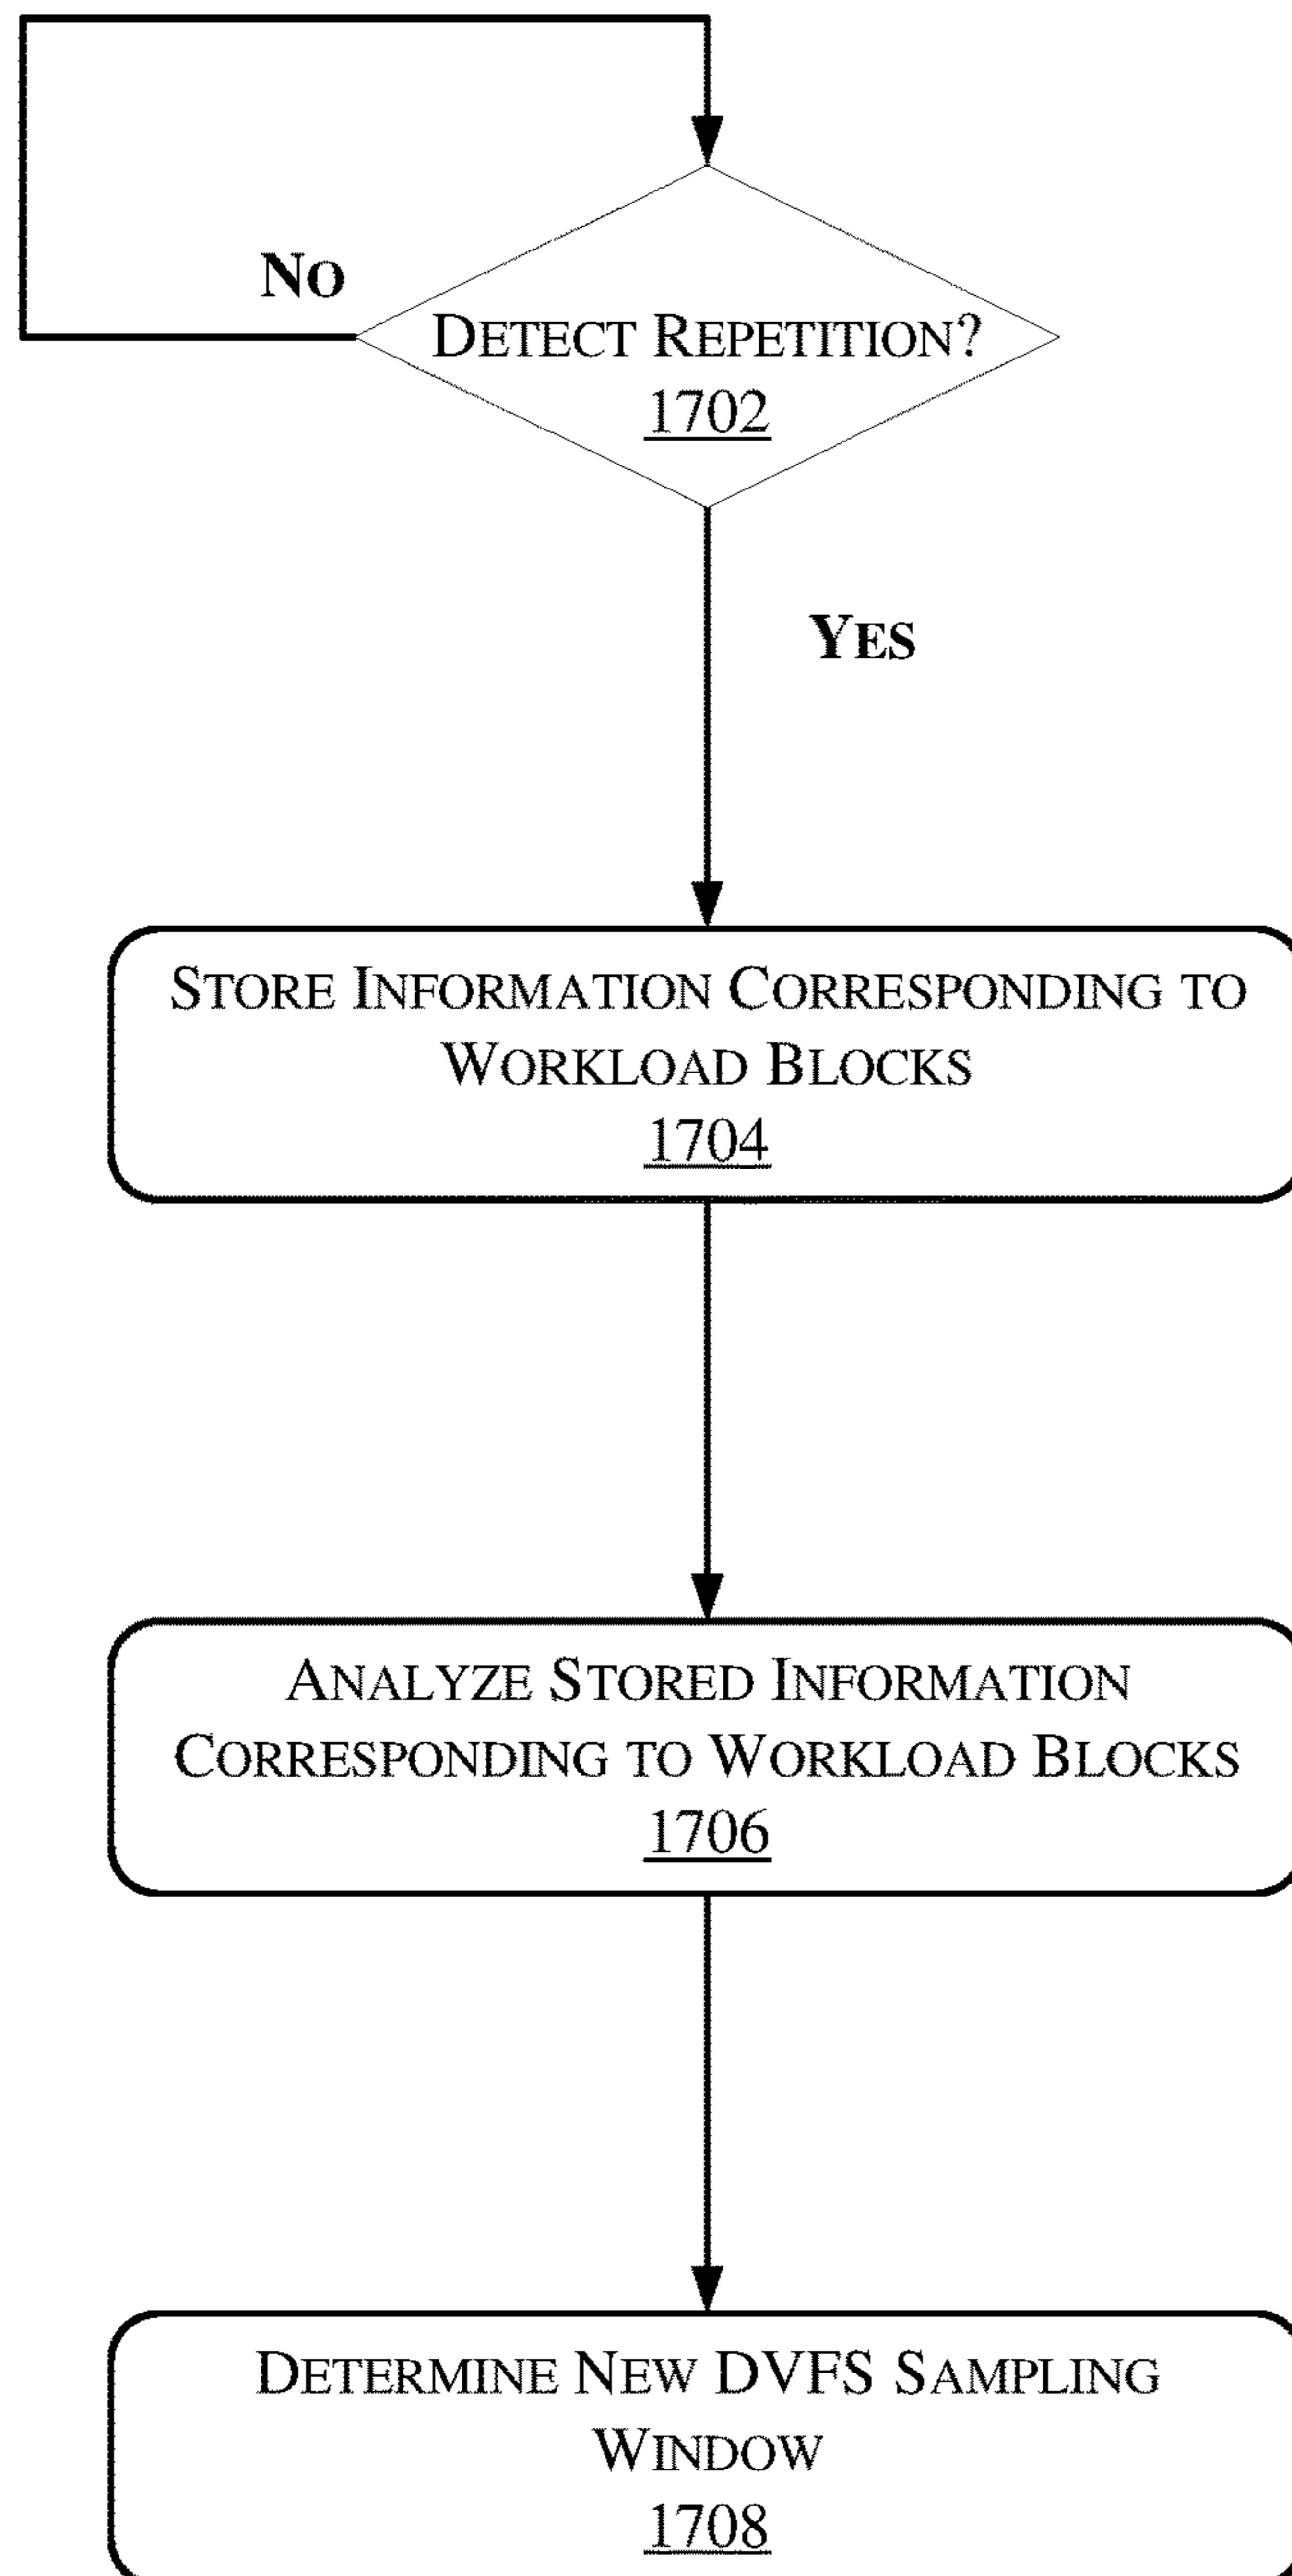 NO
DETECT REPETITION?
1702
YES
STORE INFORMATION CORRESPONDING TO
WORKLOAD BLOCKS
1704
ANALYZE STORED INFORMATION
CORRESPONDING TO WORKLOAD BLOCKS
1706
DETERMINE NEW DVFS SAMPLING
WINDOW
1708